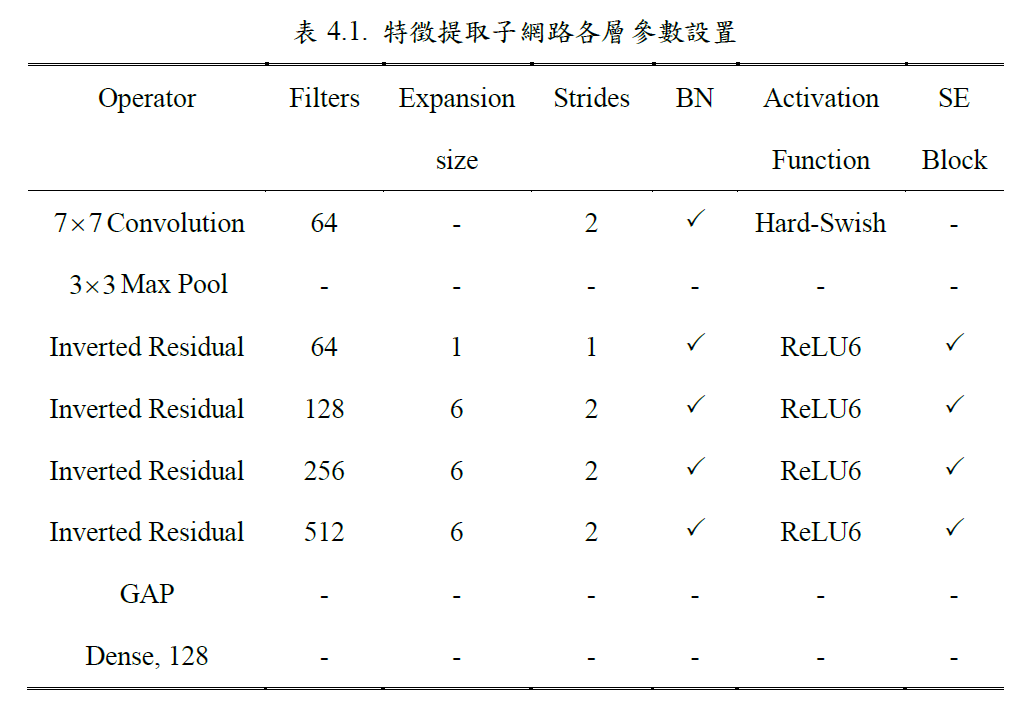 表 4.1. 特徵提取子網路各層參數設置
Operator Filters Expansion size Strides BN Activation Function SE Block
7×7 Convolution 64 - 2 ✓ Hard-Swish -
3×3 Max Pool - - - - - -
Inverted Residual 64 1 1 ✓ ReLU6 ✓
Inverted Residual 128 6 2 ✓ ReLU6 ✓
Inverted Residual 256 6 2 ✓ ReLU6 ✓
Inverted Residual 512 6 2 ✓ ReLU6 ✓
GAP - - - - - -
Dense, 128 - - - - - -